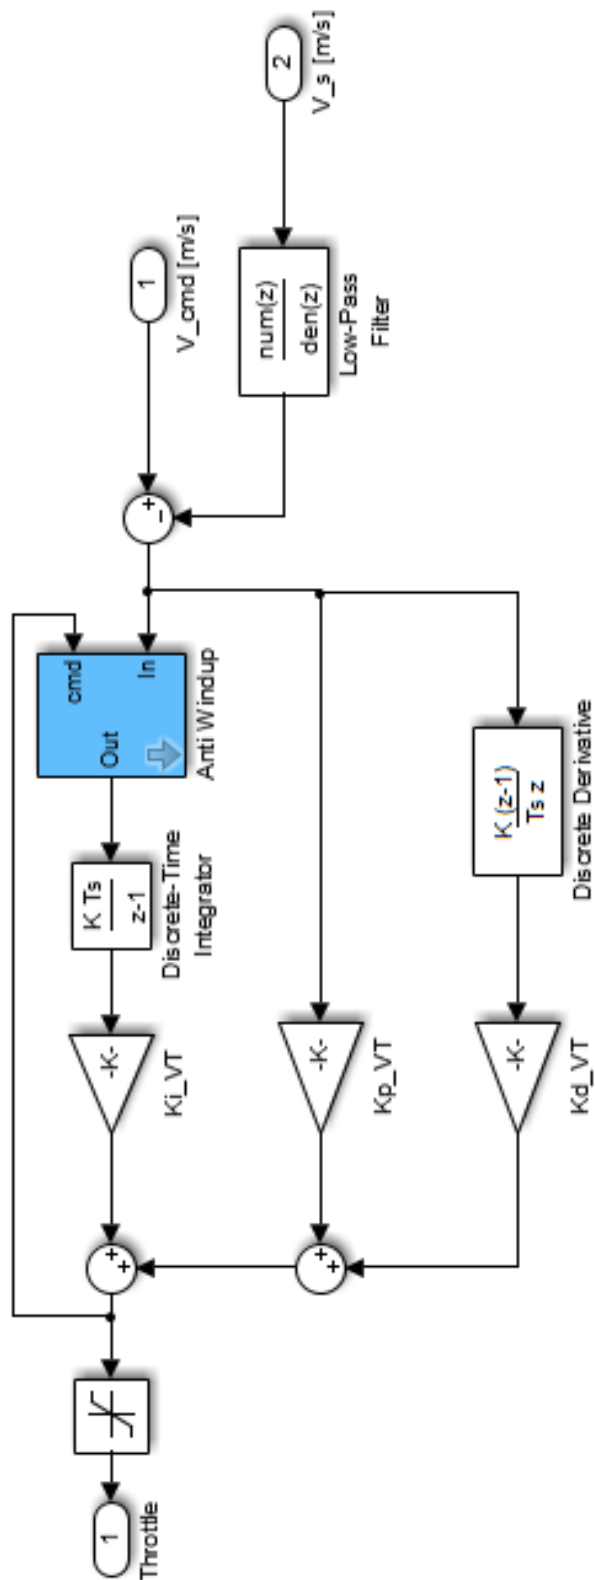 2
V_s [m/s]
1
V_cmd [m/s]
num(z)
den(z)
Low-Pass
Filter
+
−
cmd
In
Out
Anti Windup
K Ts
z-1
Discrete-Time
Integrator
K (z-1)
Ts z
Discrete Derivative
-K-
Ki_VT
-K-
Kp_VT
-K-
Kd_VT
+
+
+
+
1
Throttle